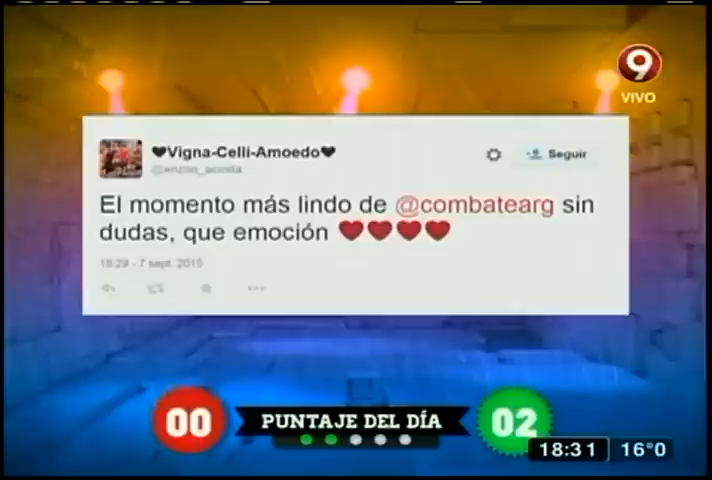 9
VIVO
♥Vigna-Celli-Amoedo♥
Seguir
El momento más lindo de @combatearg sin
dudas, que emoción ♥♥♥♥
18:29 - 7 sept. 2015
00
PUNTAJE DEL DÍA
02
18:31
16°0